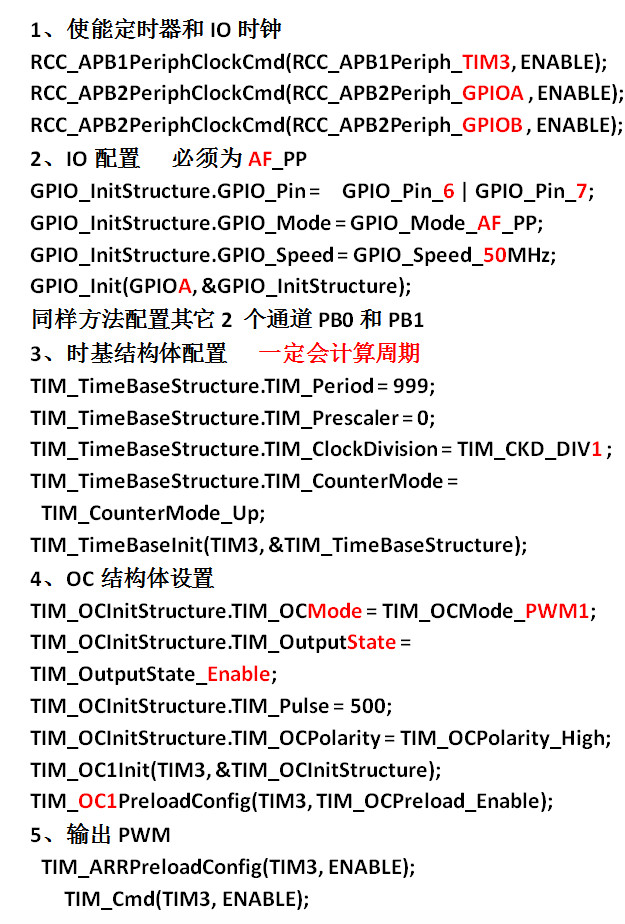 1、使能定时器和 IO 时钟
RCC_APB1PeriphClockCmd(RCC_APB1Periph_TIM3, ENABLE);
RCC_APB2PeriphClockCmd(RCC_APB2Periph_GPIOA , ENABLE);
RCC_APB2PeriphClockCmd(RCC_APB2Periph_GPIOB , ENABLE);
2、IO 配置 必须为 AF_PP
GPIO_InitStructure.GPIO_Pin = GPIO_Pin_6 | GPIO_Pin_7;
GPIO_InitStructure.GPIO_Mode = GPIO_Mode_AF_PP;
GPIO_InitStructure.GPIO_Speed = GPIO_Speed_50MHz;
GPIO_Init(GPIOA, &GPIO_InitStructure);
同样方法配置其它 2 个通道 PB0 和 PB1
3、时基结构体配置 一定会计算周期
TIM_TimeBaseStructure.TIM_Period = 999;
TIM_TimeBaseStructure.TIM_Prescaler = 0;
TIM_TimeBaseStructure.TIM_ClockDivision = TIM_CKD_DIV1 ;
TIM_TimeBaseStructure.TIM_CounterMode =
TIM_CounterMode_Up;
TIM_TimeBaseInit(TIM3, &TIM_TimeBaseStructure);
4、OC 结构体设置
TIM_OCInitStructure.TIM_OCMode = TIM_OCMode_PWM1;
TIM_OCInitStructure.TIM_OutputState =
TIM_OutputState_Enable;
TIM_OCInitStructure.TIM_Pulse = 500;
TIM_OCInitStructure.TIM_OCPolarity = TIM_OCPolarity_High;
TIM_OC1Init(TIM3, &TIM_OCInitStructure);
TIM_OC1PreloadConfig(TIM3, TIM_OCPreload_Enable);
5、输出 PWM
TIM_ARRPreloadConfig(TIM3, ENABLE);
TIM_Cmd(TIM3, ENABLE);